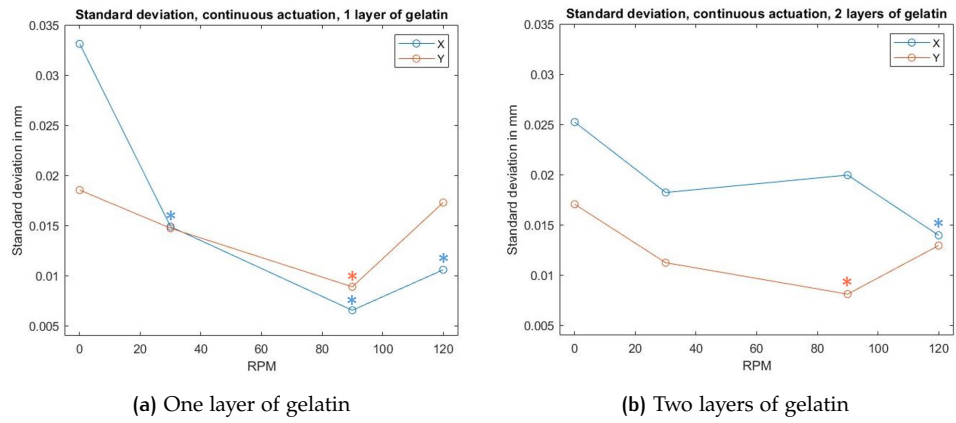 Standard deviation, continuous actuation, 1 layer of gelatin
X
Y
Standard deviation in mm
0.035
0.03
0.025
0.02
0.015
0.01
0.005
0 20 40 60 80 100 120
RPM
(a) One layer of gelatin
Standard deviation, continuous actuation, 2 layers of gelatin
X
Y
Standard deviation in mm
0.035
0.03
0.025
0.02
0.015
0.01
0.005
0 20 40 60 80 100 120
RPM
(b) Two layers of gelatin